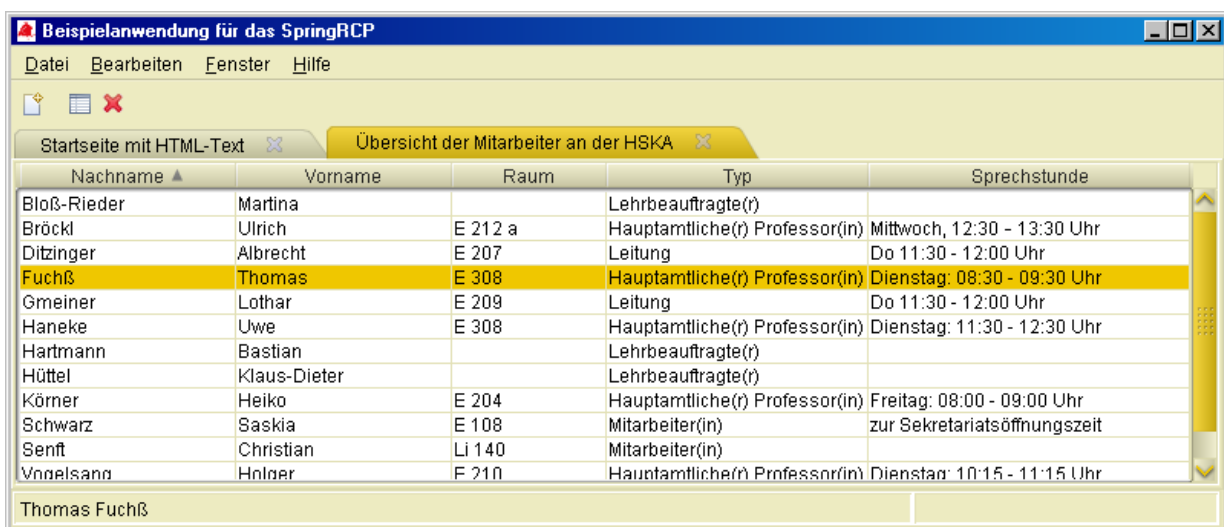 Beispielanwendung für das SpringRCP
Datei Bearbeiten Fenster Hilfe
Startseite mit HTML-Text Übersicht der Mitarbeiter an der HSKA
Nachname Vorname Raum Typ Sprechstunde
Bloß-Rieder Martina Lehrbeauftragte(r)
Bröckl Ulrich E 212 a Hauptamtliche(r) Professor(in) Mittwoch, 12:30 - 13:30 Uhr
Ditzinger Albrecht E 207 Leitung Do 11:30 - 12:00 Uhr
Fuchß Thomas E 308 Hauptamtliche(r) Professor(in) Dienstag: 08:30 - 09:30 Uhr
Gmeiner Lothar E 209 Leitung Do 11:30 - 12:00 Uhr
Haneke Uwe E 308 Hauptamtliche(r) Professor(in) Dienstag: 11:30 - 12:30 Uhr
Hartmann Bastian Lehrbeauftragte(r)
Hüttel Klaus-Dieter Lehrbeauftragte(r)
Körner Heiko E 204 Hauptamtliche(r) Professor(in) Freitag: 08:00 - 09:00 Uhr
Schwarz Saskia E 108 Mitarbeiter(in) zur Sekretariatsöffnungszeit
Senft Christian Li 140 Mitarbeiter(in)
Vogelsang Holger E 210 Hauptamtliche(r) Professor(in) Dienstag: 10:15 - 11:15 Uhr
Thomas Fuchß